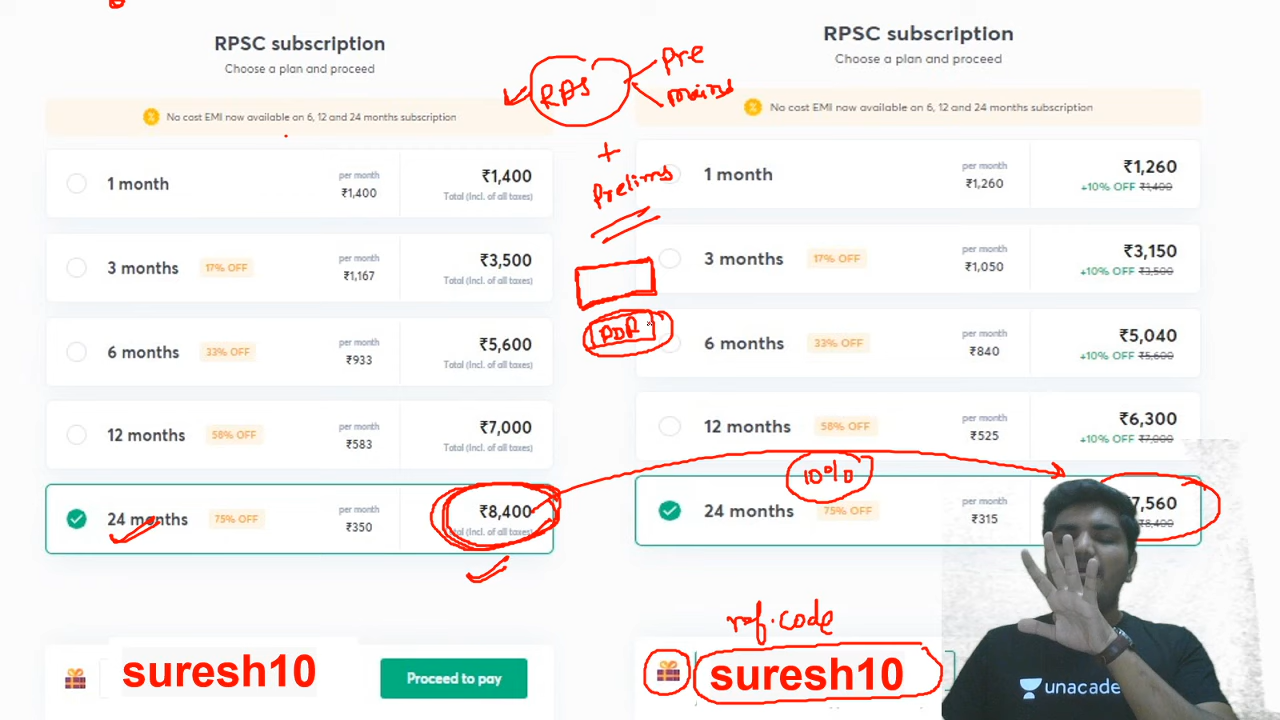 RPSC subscription
Choose a plan and proceed
No cost EMI now available on 6, 12 and 24 months subscription
1 month
per month
₹1,400
₹1,400
Total (Incl. of all taxes)
3 months
17% OFF
per month
₹1,167
₹3,500
Total (Incl. of all taxes)
6 months
33% OFF
per month
₹933
₹5,600
Total (Incl. of all taxes)
12 months
58% OFF
per month
₹583
₹7,000
Total (Incl. of all taxes)
24 months
75% OFF
per month
₹350
₹8,400
Total (Incl. of all taxes)
suresh10
Proceed to pay
RAS
Pre
mains
+
Prelims
PDF
RPSC subscription
Choose a plan and proceed
No cost EMI now available on 6, 12 and 24 months subscription
1 month
per month
₹1,260
₹1,260
+10% OFF ₹1,400
3 months
17% OFF
per month
₹1,050
₹3,150
+10% OFF ₹3,500
6 months
33% OFF
per month
₹840
₹5,040
+10% OFF ₹5,600
12 months
58% OFF
per month
₹525
₹6,300
+10% OFF ₹7,000
10%
24 months
75% OFF
per month
₹315
7,560
₹8,400
ref.code
suresh10
unacade